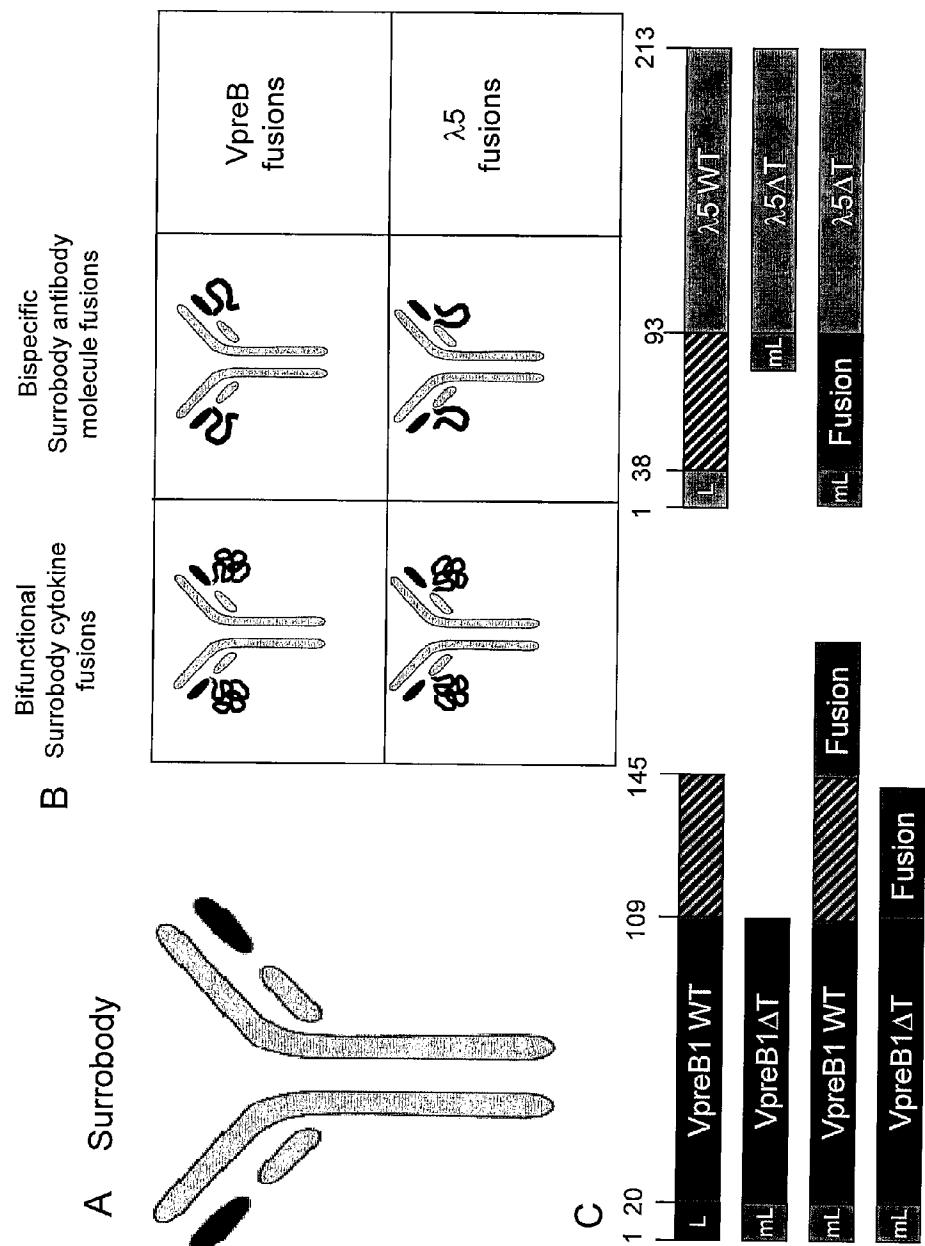 A
Surrobody
B
Bifunctional
Surrobody cytokine
fusions
Bispecific
Surrobody antibody
molecule fusions
VpreB
fusions
λ5
fusions
C
1 20 109 145
L VpreB1 WT
mL VpreB1ΔT
mL VpreB1 WT Fusion
mL VpreB1ΔT Fusion
1 38 93 213
L λ5 WT
mL λ5ΔT
mL Fusion λ5ΔT